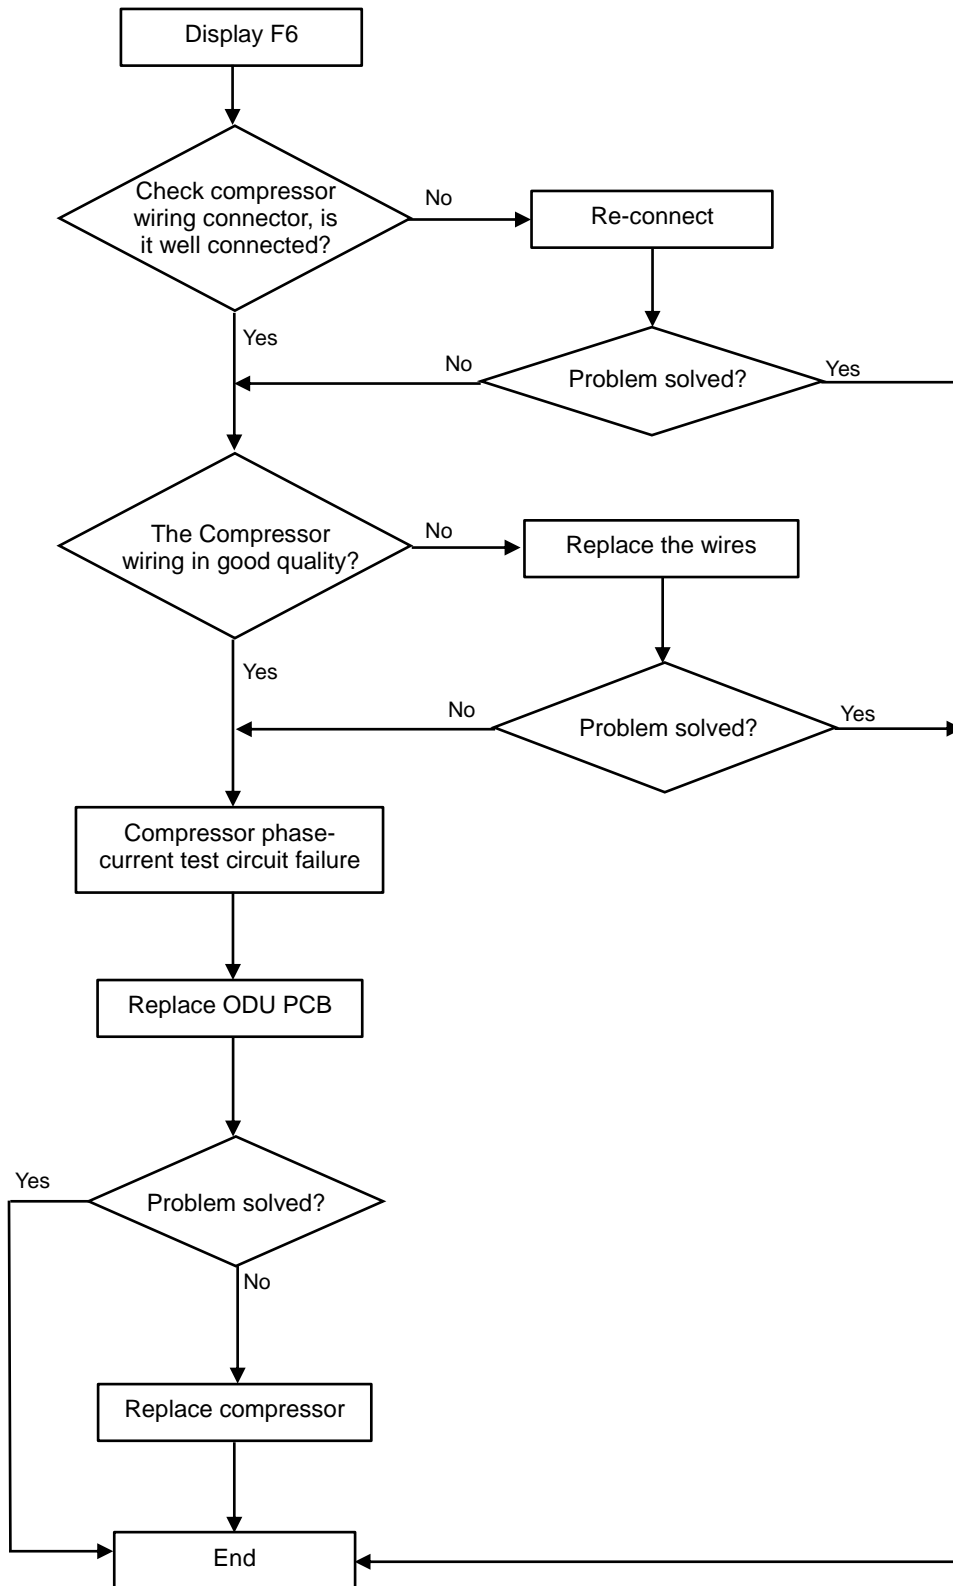 Display F6
Check compressor
wiring connector, is
it well connected?
No
Re-connect
Yes
No
Problem solved?
Yes
The Compressor
wiring in good quality?
No
Replace the wires
Yes
No
Problem solved?
Yes
Compressor phase-
current test circuit failure
Replace ODU PCB
Yes
Problem solved?
No
Replace compressor
End